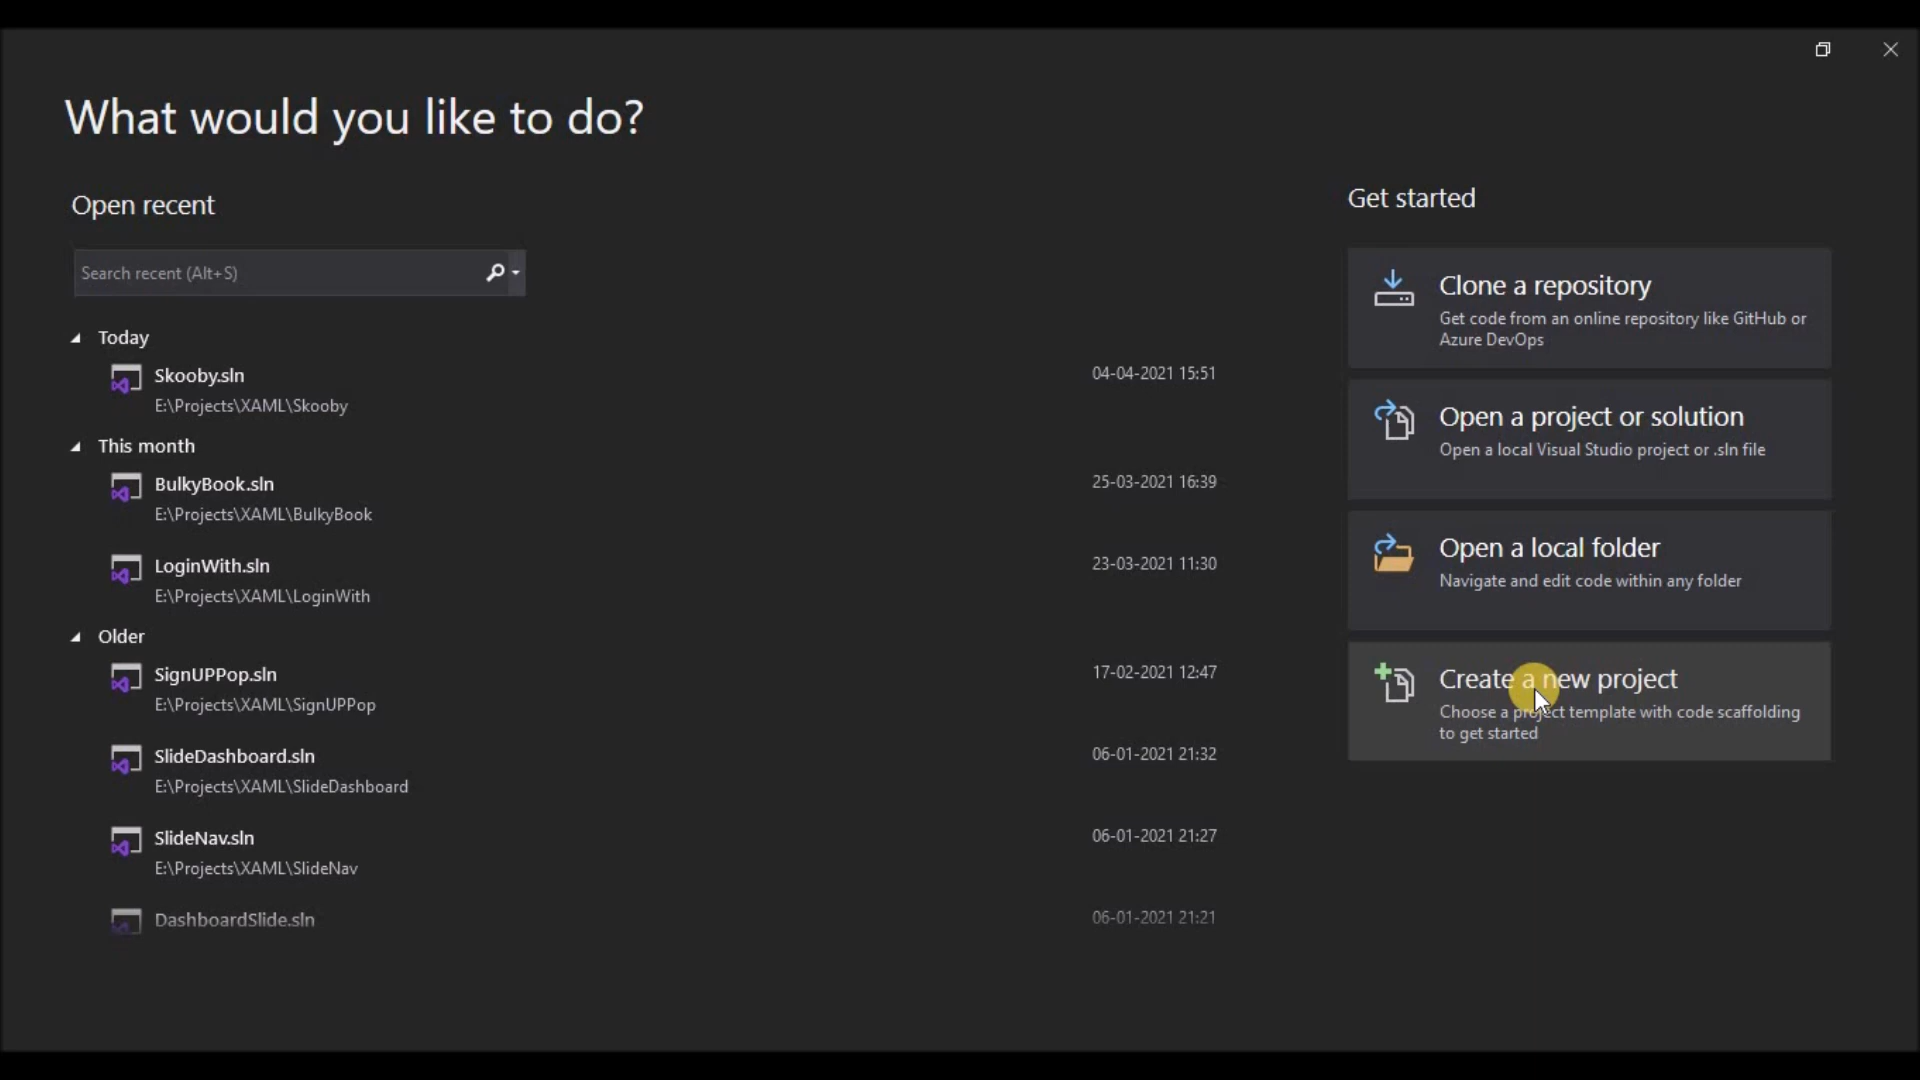 What would you like to do?
Open recent
Search recent (Alt+S)
Today
Skooby.sln
04-04-2021 15:51
E:\Projects\XAML\Skooby
This month
BulkyBook.sln
25-03-2021 16:39
E:\Projects\XAML\BulkyBook
LoginWith.sln
23-03-2021 11:30
E:\Projects\XAML\LoginWith
Older
SignUPPop.sln
17-02-2021 12:47
E:\Projects\XAML\SignUPPop
SlideDashboard.sln
06-01-2021 21:32
E:\Projects\XAML\SlideDashboard
SlideNav.sln
06-01-2021 21:27
E:\Projects\XAML\SlideNav
DashboardSlide.sln
06-01-2021 21:21
Get started
Clone a repository
Get code from an online repository like GitHub or
Azure DevOps
Open a project or solution
Open a local Visual Studio project or .sln file
Open a local folder
Navigate and edit code within any folder
Create a new project
Choose a project template with code scaffolding
to get started